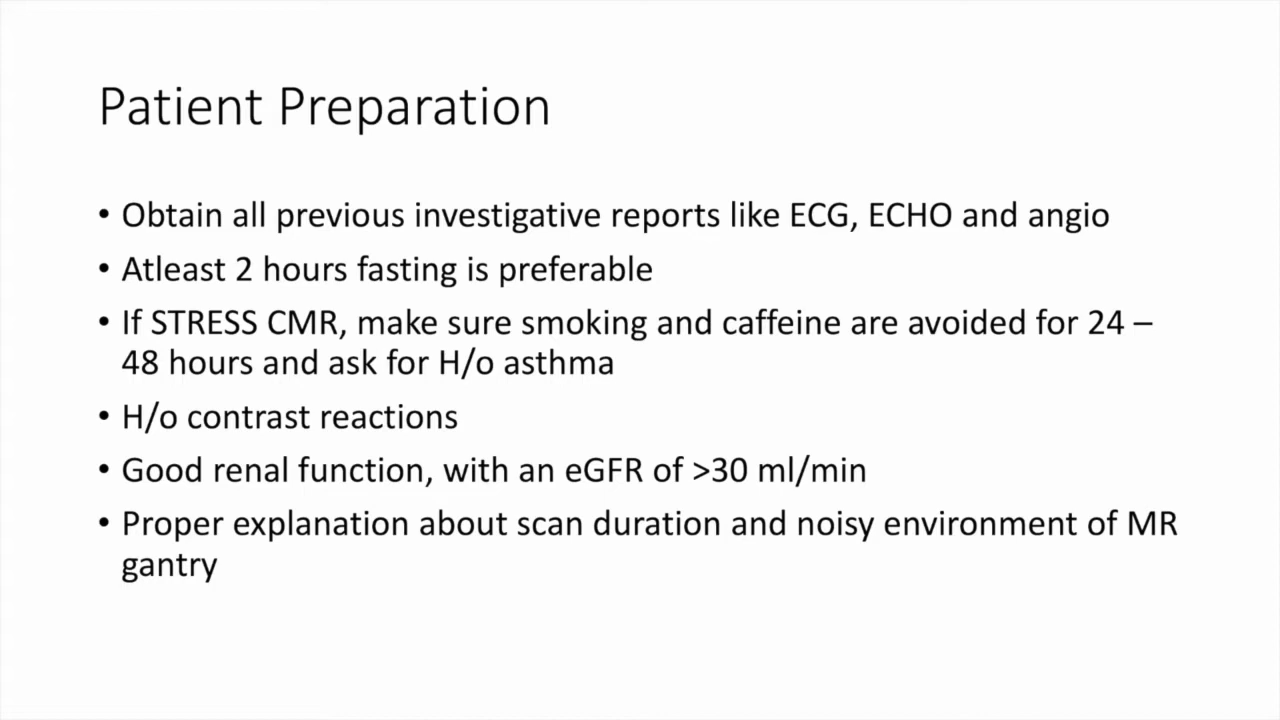 Patient Preparation
• Obtain all previous investigative reports like ECG, ECHO and angio
• Atleast 2 hours fasting is preferable
• If STRESS CMR, make sure smoking and caffeine are avoided for 24 –
48 hours and ask for H/o asthma
• H/o contrast reactions
• Good renal function, with an eGFR of >30 ml/min
• Proper explanation about scan duration and noisy environment of MR
gantry